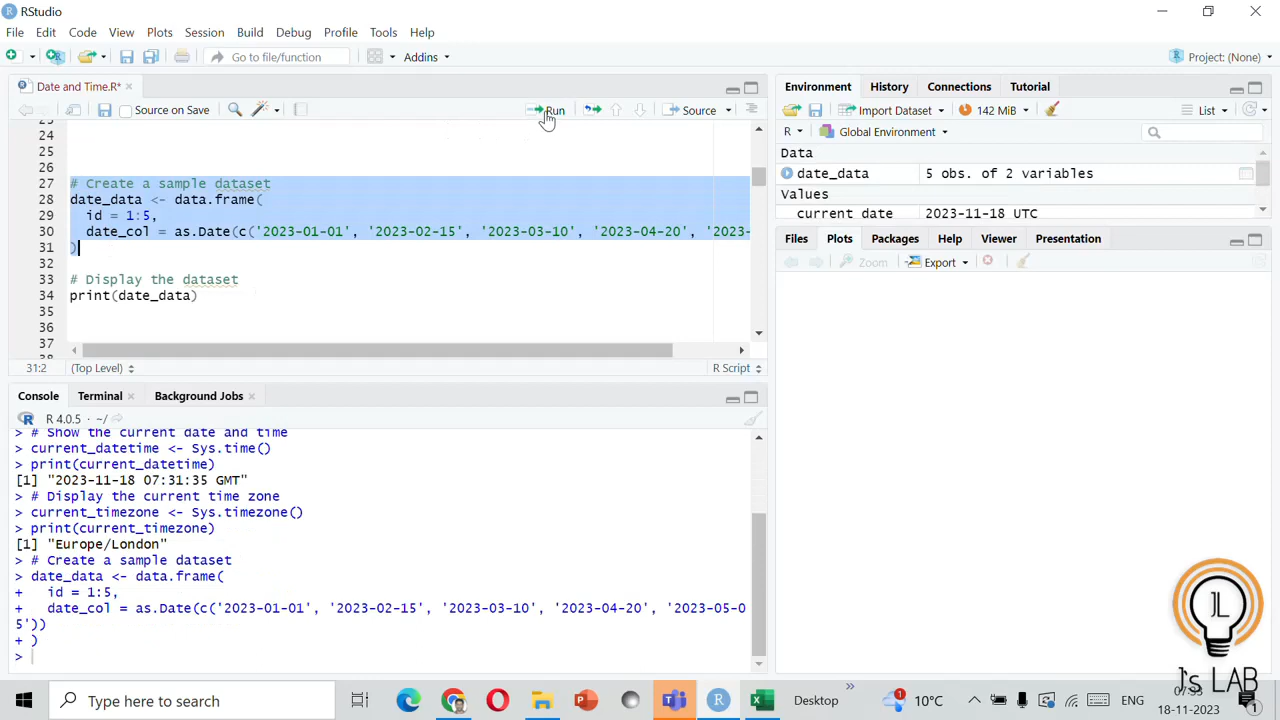 RStudio
File Edit Code View Plots Session Build Debug Profile Tools Help
Go to file/function Addins Project: (None)
Date and Time.R*
Source on Save Run Source
24
25
26
27 # Create a sample dataset
28 date_data <- data.frame(
29 id = 1:5,
30 date_col = as.Date(c('2023-01-01', '2023-02-15', '2023-03-10', '2023-04-20', '2023-
31 )
32
33 # Display the dataset
34 print(date_data)
35
36
37
31:2 (Top Level) R Script
Console Terminal Background Jobs
R 4.0.5 · ~/
> # Show the current date and time
> current_datetime <- Sys.time()
> print(current_datetime)
[1] "2023-11-18 07:31:35 GMT"
> # Display the current time zone
> current_timezone <- Sys.timezone()
> print(current_timezone)
[1] "Europe/London"
> # Create a sample dataset
> date_data <- data.frame(
+ id = 1:5,
+ date_col = as.Date(c('2023-01-01', '2023-02-15', '2023-03-10', '2023-04-20', '2023-05-0
5'))
+ )
>
Environment History Connections Tutorial
Import Dataset 142 MiB List
R Global Environment
Data
date_data 5 obs. of 2 variables
Values
current_date 2023-11-18 UTC
Files Plots Packages Help Viewer Presentation
Zoom Export
JL
J's LAB
Type here to search Desktop 10°C ENG
18-11-2023